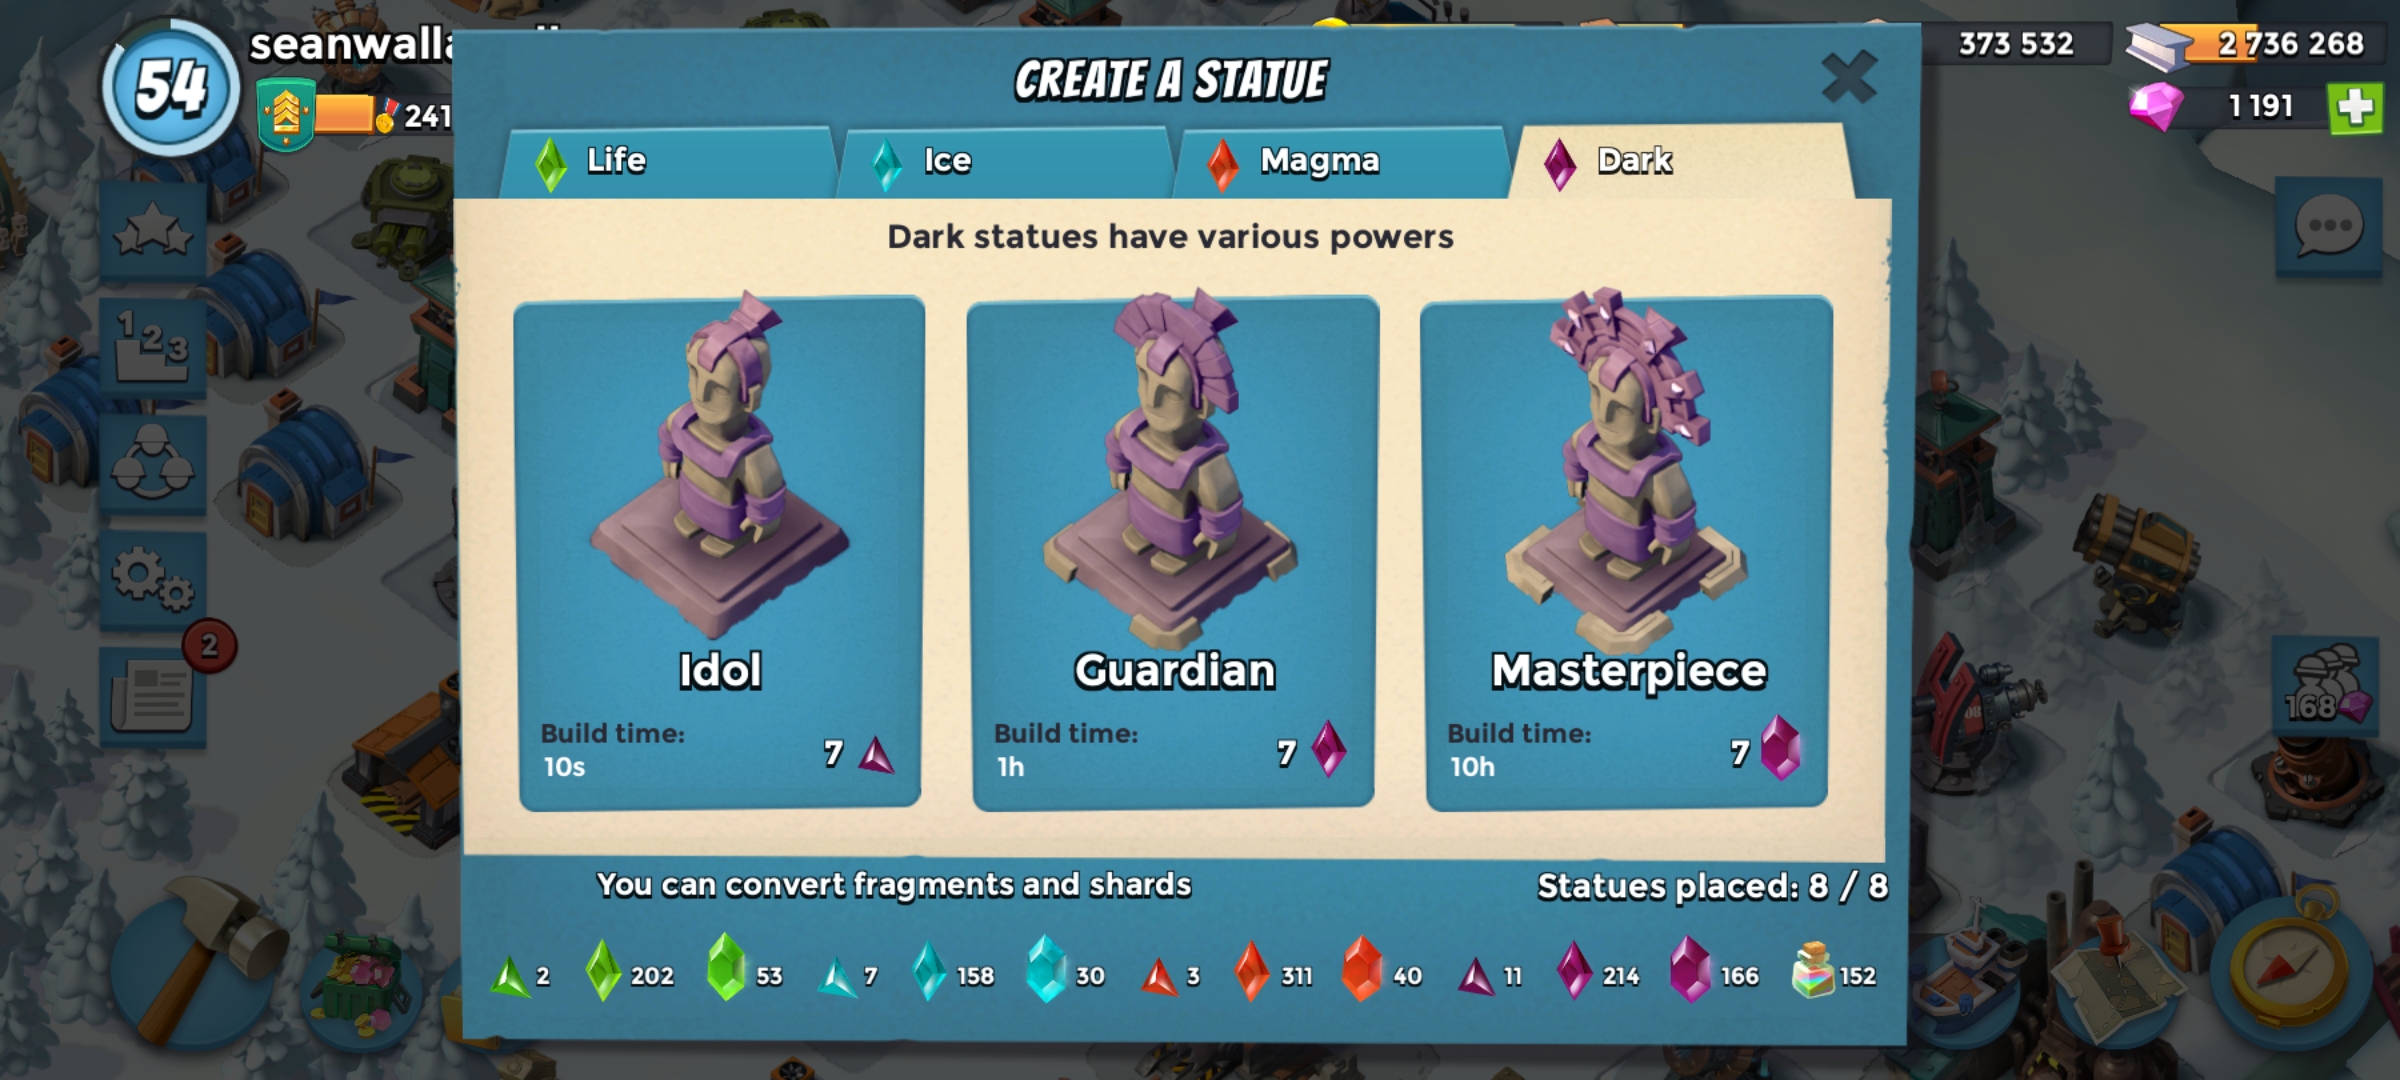 54
241
CREATE A STATUE
373 532
2 736 268
1 191
Life
Ice
Magma
Dark
Dark statues have various powers
1 2 3
2
Idol
Build time:
10s
7
Guardian
Build time:
1h
7
Masterpiece
Build time:
10h
7
168
You can convert fragments and shards
Statues placed: 8 / 8
2 202 53 7 158 30 3 311 40 11 214 166 152